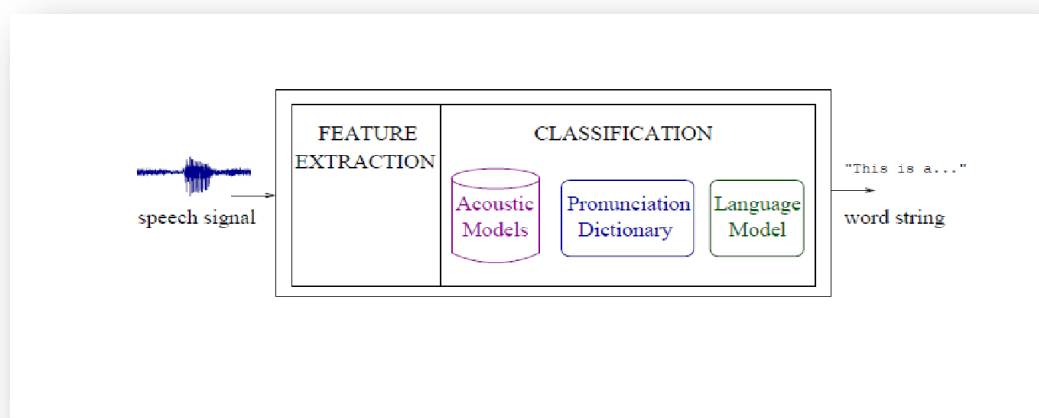 speech signal
FEATURE
EXTRACTION
CLASSIFICATION
Acoustic
Models
Pronunciation
Dictionary
Language
Model
"This is a..."
word string